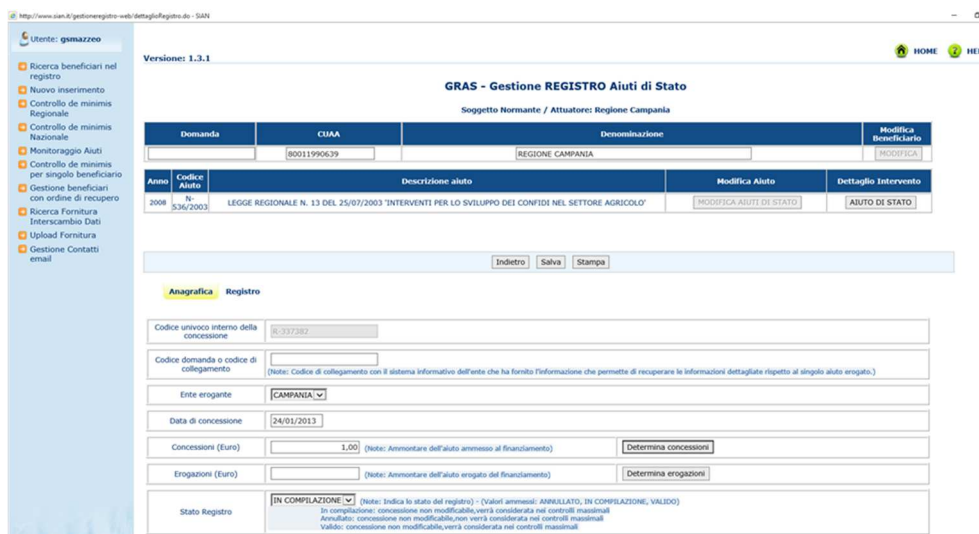 http://www.sian.it/gestioneregistro-web/dettaglioRegistro.do - SIAN
Utente: gsmazzeo
Ricerca beneficiari nel
registro
Nuovo inserimento
Controllo de minimis
Regionale
Controllo de minimis
Nazionale
Monitoraggio Aiuti
Controllo de minimis
per singolo beneficiario
Gestione beneficiari
con ordine di recupero
Ricerca Fornitura
Interscambio Dati
Upload Fornitura
Gestione Contatti
email
Versione: 1.3.1
HOME
HE
GRAS - Gestione REGISTRO Aiuti di Stato
Soggetto Normante / Attuatore: Regione Campania
Domanda CUAA Denominazione Modifica
Beneficiario
80011990639 REGIONE CAMPANIA MODIFICA
Anno Codice
Aiuto Descrizione aiuto Modifica Aiuto Dettaglio Intervento
2008 N-
536/2003 LEGGE REGIONALE N. 13 DEL 25/07/2003 'INTERVENTI PER LO SVILUPPO DEI CONFIDI NEL SETTORE AGRICOLO' MODIFICA AIUTI DI STATO AIUTO DI STATO
Indietro Salva Stampa
Anagrafica Registro
Codice univoco interno della
concessione R-337382
Codice domanda o codice di
collegamento
(Note: Codice di collegamento con il sistema informativo dell'ente che ha fornito l'informazione che permette di recuperare le informazioni dettagliate rispetto al singolo aiuto erogato.)
Ente erogante CAMPANIA
Data di concessione 24/01/2013
Concessioni (Euro) 1,00 (Note: Ammontare dell'aiuto ammesso al finanziamento) Determina concessioni
Erogazioni (Euro) (Note: Ammontare dell'aiuto erogato del finanziamento) Determina erogazioni
Stato Registro IN COMPILAZIONE (Note: Indica lo stato del registro) - (Valori ammessi: ANNULLATO, IN COMPILAZIONE, VALIDO)
In compilazione: concessione non modificabile,verrà considerata nei controlli massimali
Annullato: concessione non modificabile,non verrà considerata nei controlli massimali
Valido: concessione non modificabile,verrà considerata nei controlli massimali